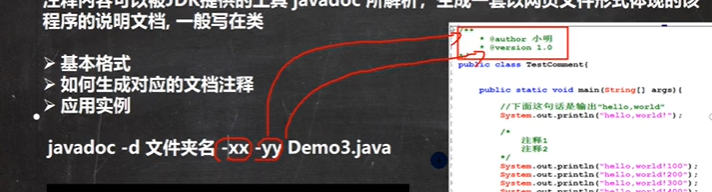 注释内容可以被JDK提供的工具 javadoc 所解析，生成一套以网页文件形式体现的该
程序的说明文档, 一般写在类
➢ 基本格式
➢ 如何生成对应的文档注释
➢ 应用实例
javadoc -d 文件夹名 -xx -yy Demo3.java
/**
* @author 小明
* @version 1.0
*/
public class TestComment{
public static void main(String[] args){
//下面这句话是输出"hello,world"
System.out.println("hello,world!");
/*
注释1
注释2
*/
System.out.println("hello,world!100");
System.out.println("hello,world!200");
System.out.println("hello,world!300");
System.out.println("hello,world!400");